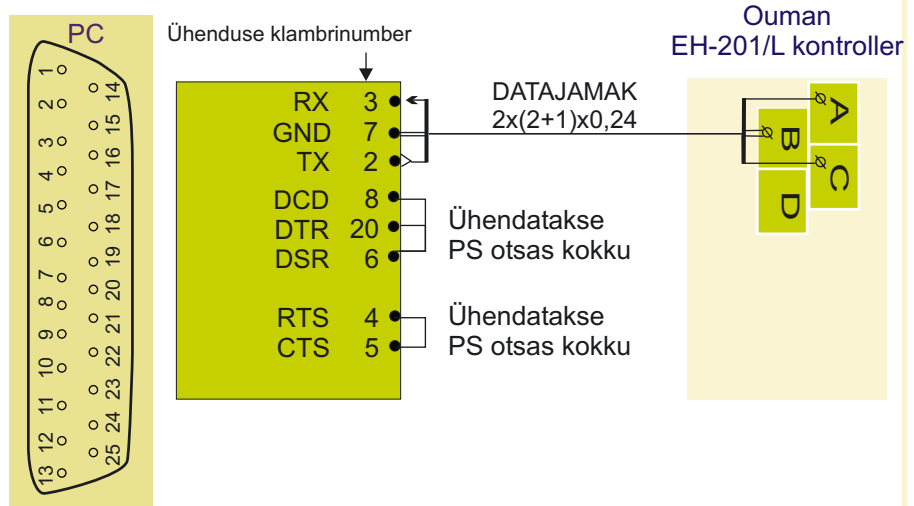 PC
1
2
3
4
5
6
7
8
9
10
11
12
13
14
15
16
17
18
19
20
21
22
23
24
25
Ühenduse klambrinumber
RX 3
GND 7
TX 2
DCD 8
DTR 20
DSR 6
RTS 4
CTS 5
DATAJAMAK
2x(2+1)x0,24
Ühendatakse
PS otsas kokku
Ühendatakse
PS otsas kokku
Ouman
EH-201/L kontroller
A
B
C
D